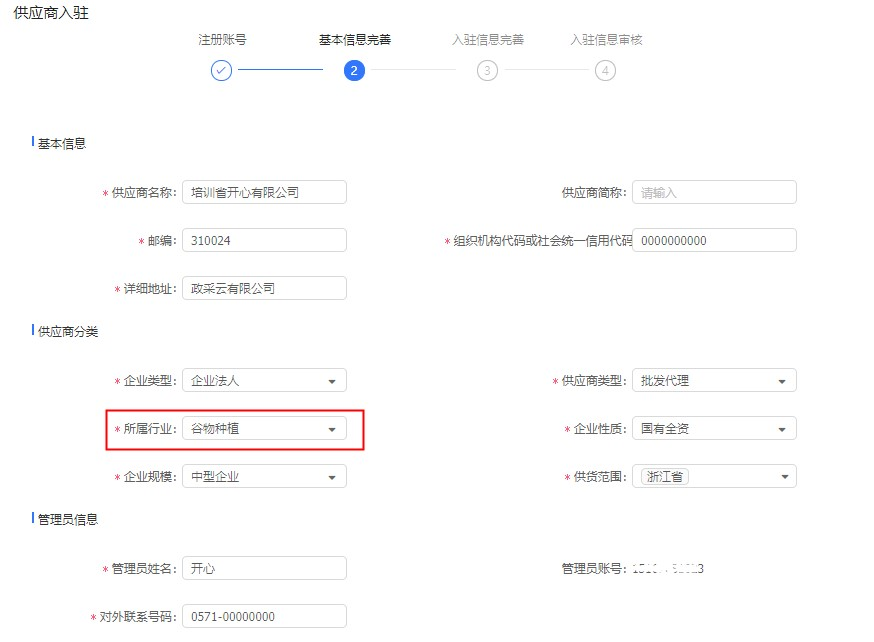 供应商入驻
注册账号 基本信息完善 入驻信息完善 入驻信息审核
2 3 4
基本信息
* 供应商名称: 培训省开心有限公司 供应商简称: 请输入
* 邮编: 310024 * 组织机构代码或社会统一信用代码 0000000000
* 详细地址: 政采云有限公司
供应商分类
* 企业类型: 企业法人 * 供应商类型: 批发代理
* 所属行业: 谷物种植 * 企业性质: 国有全资
* 企业规模: 中型企业 * 供货范围: 浙江省
管理员信息
* 管理员姓名: 开心 管理员账号:
* 对外联系号码: 0571-00000000